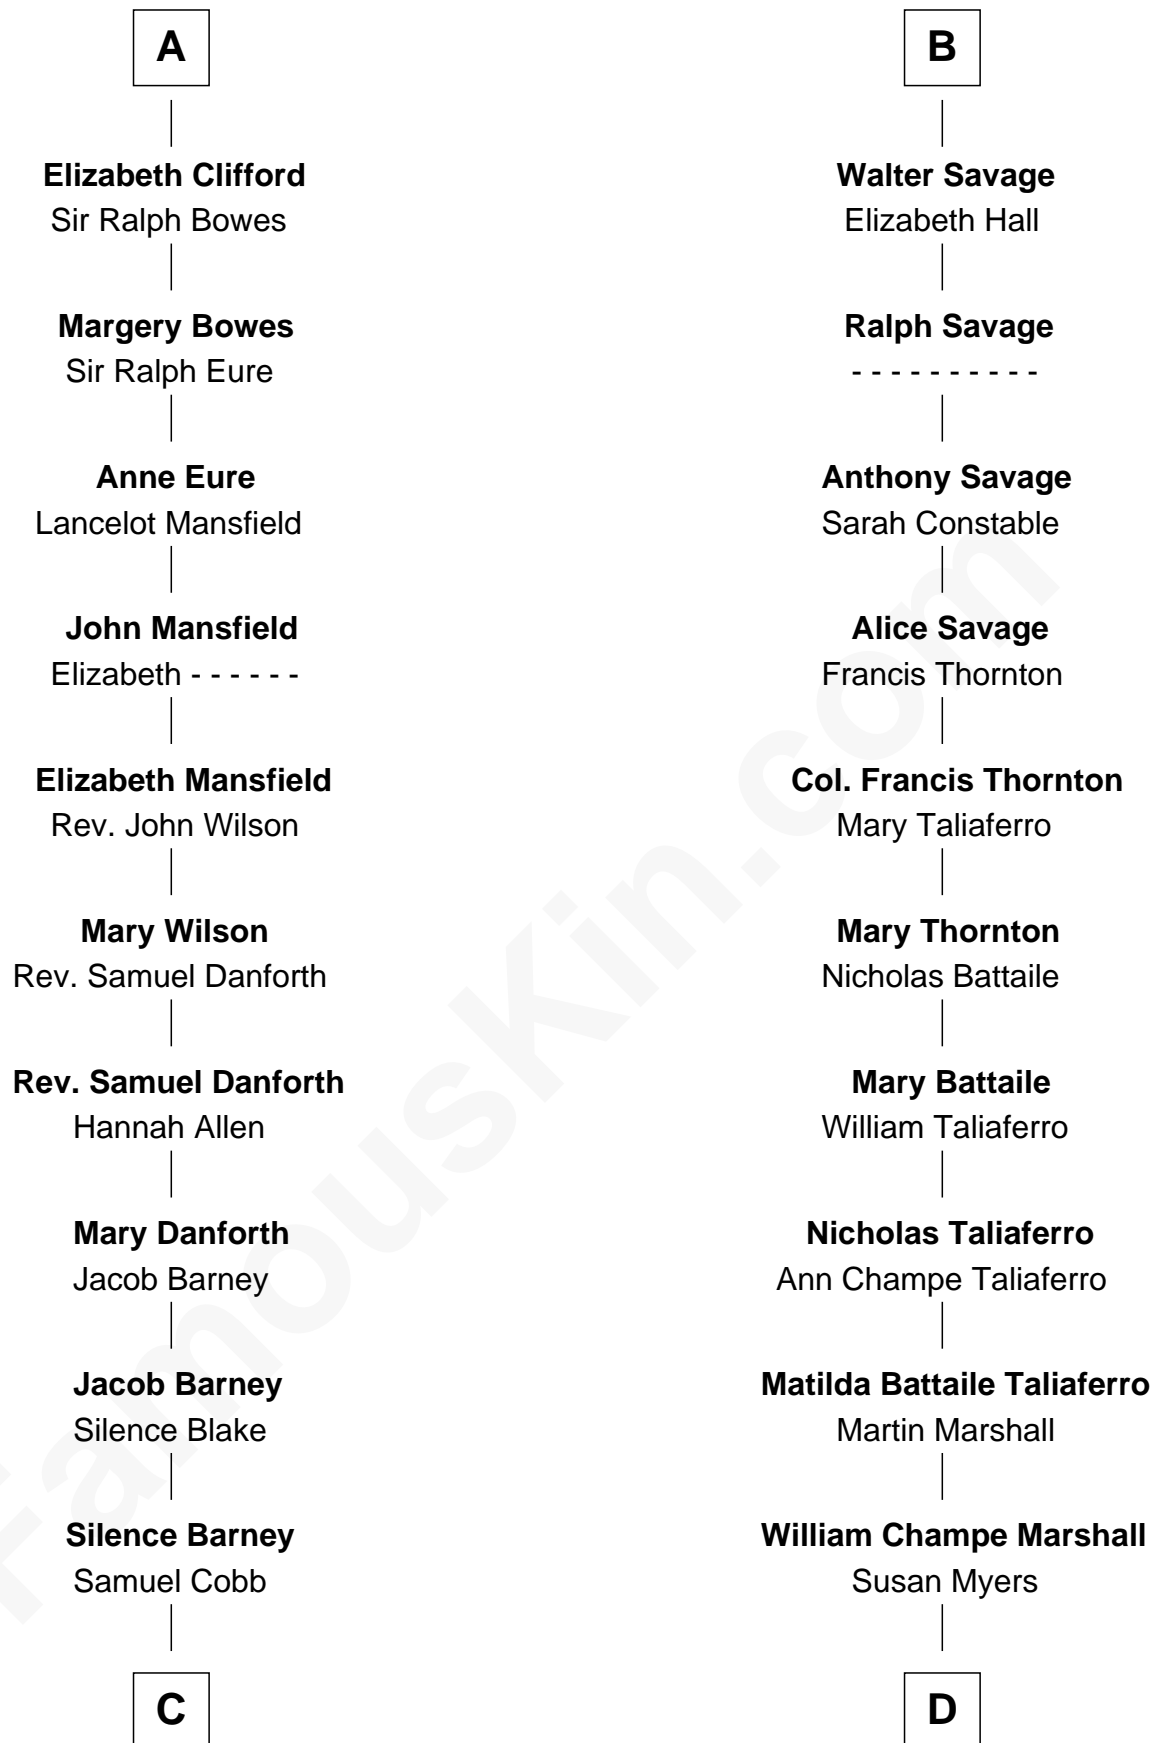 A
Elizabeth Clifford
Sir Ralph Bowes
Margery Bowes
Sir Ralph Eure
Anne Eure
Lancelot Mansfield
John Mansfield
Elizabeth - - - - - -
Elizabeth Mansfield
Rev. John Wilson
Mary Wilson
Rev. Samuel Danforth
Rev. Samuel Danforth
Hannah Allen
Mary Danforth
Jacob Barney
Jacob Barney
Silence Blake
Silence Barney
Samuel Cobb
C
B
Walter Savage
Elizabeth Hall
Ralph Savage
- - - - - - - - - -
Anthony Savage
Sarah Constable
Alice Savage
Francis Thornton
Col. Francis Thornton
Mary Taliaferro
Mary Thornton
Nicholas Battaile
Mary Battaile
William Taliaferro
Nicholas Taliaferro
Ann Champe Taliaferro
Matilda Battaile Taliaferro
Martin Marshall
William Champe Marshall
Susan Myers
D
FamousKin.com